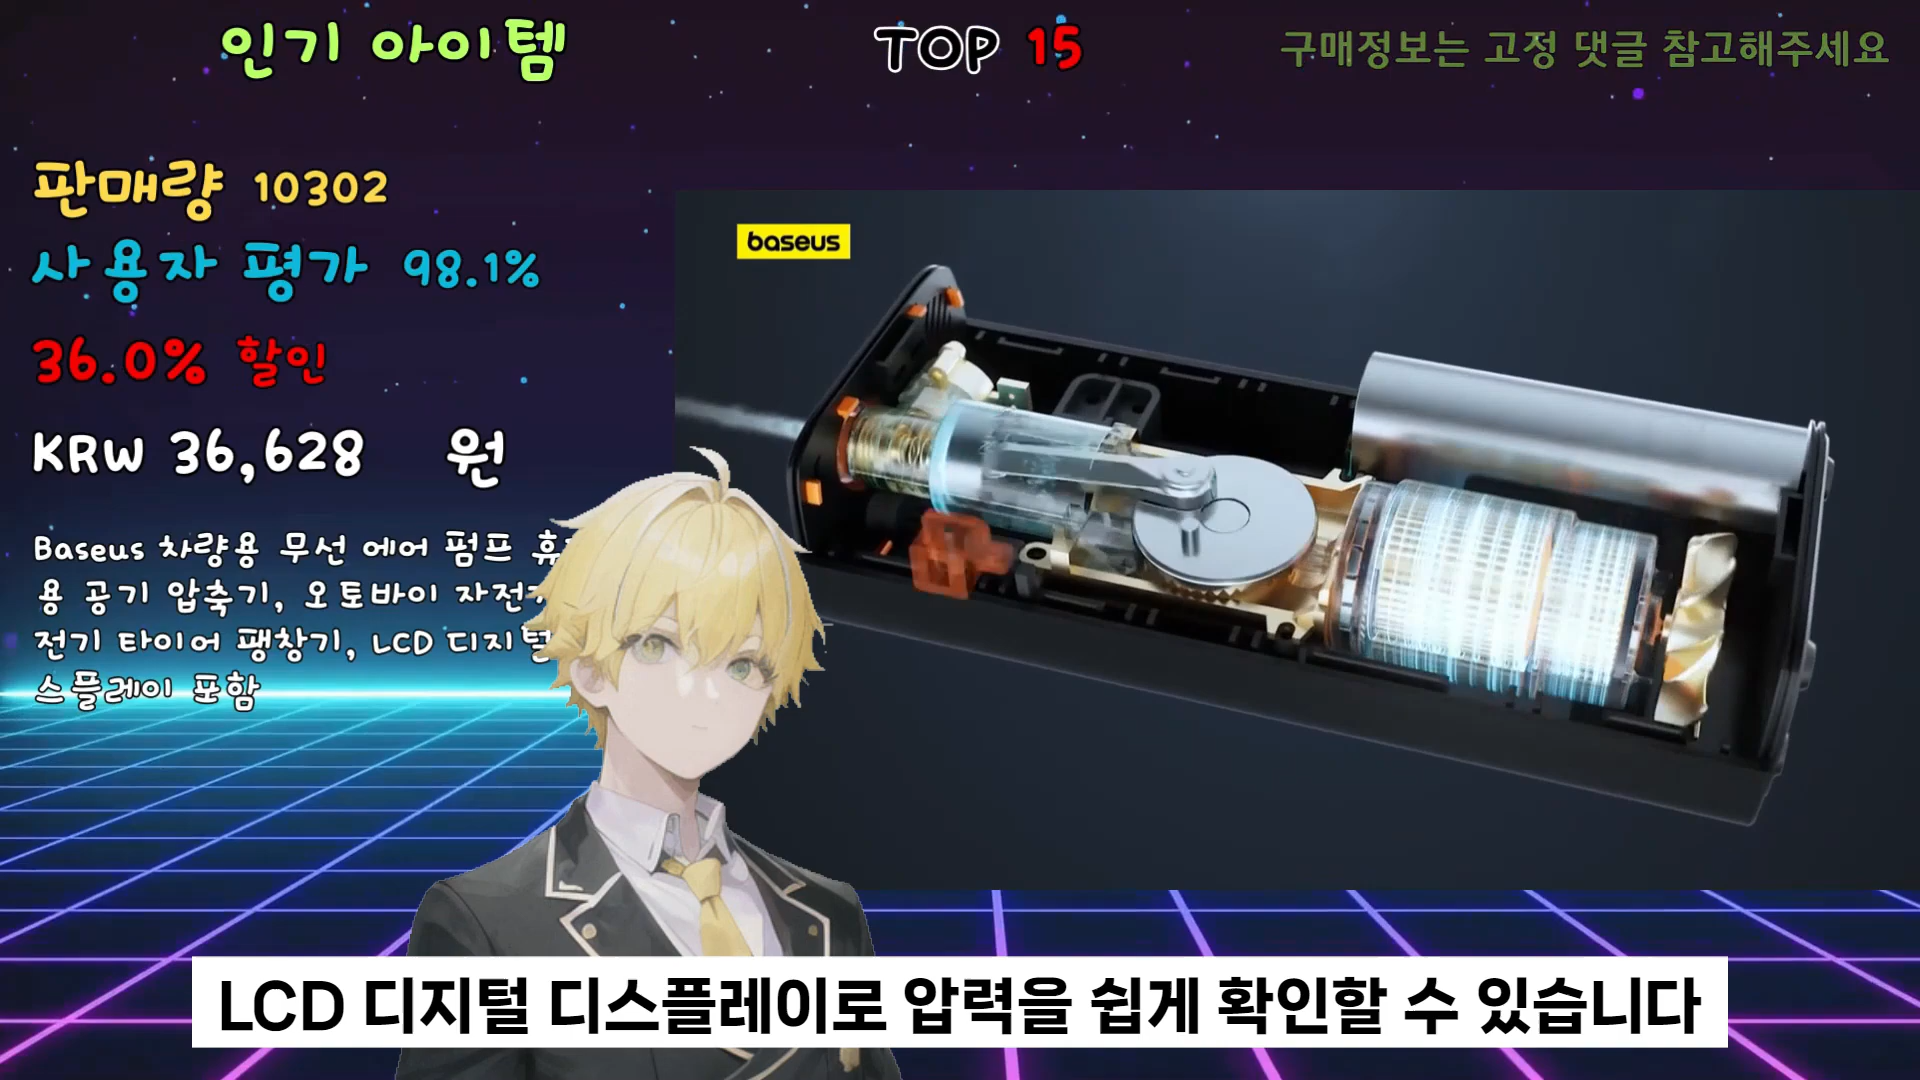 인기 아이템
TOP 15
구매정보는 고정 댓글 참고해주세요
판매량 10302
사용자 평가 98.1%
36.0% 할인
KRW 36,628 원
baseus
Baseus 차량용 무선 에어 펌프
용 공기 압축기, 오토바이
전기 타이어 팽창기, LCD 디지털
스플레이 포함
LCD 디지털 디스플레이로 압력을 쉽게 확인할 수 있습니다